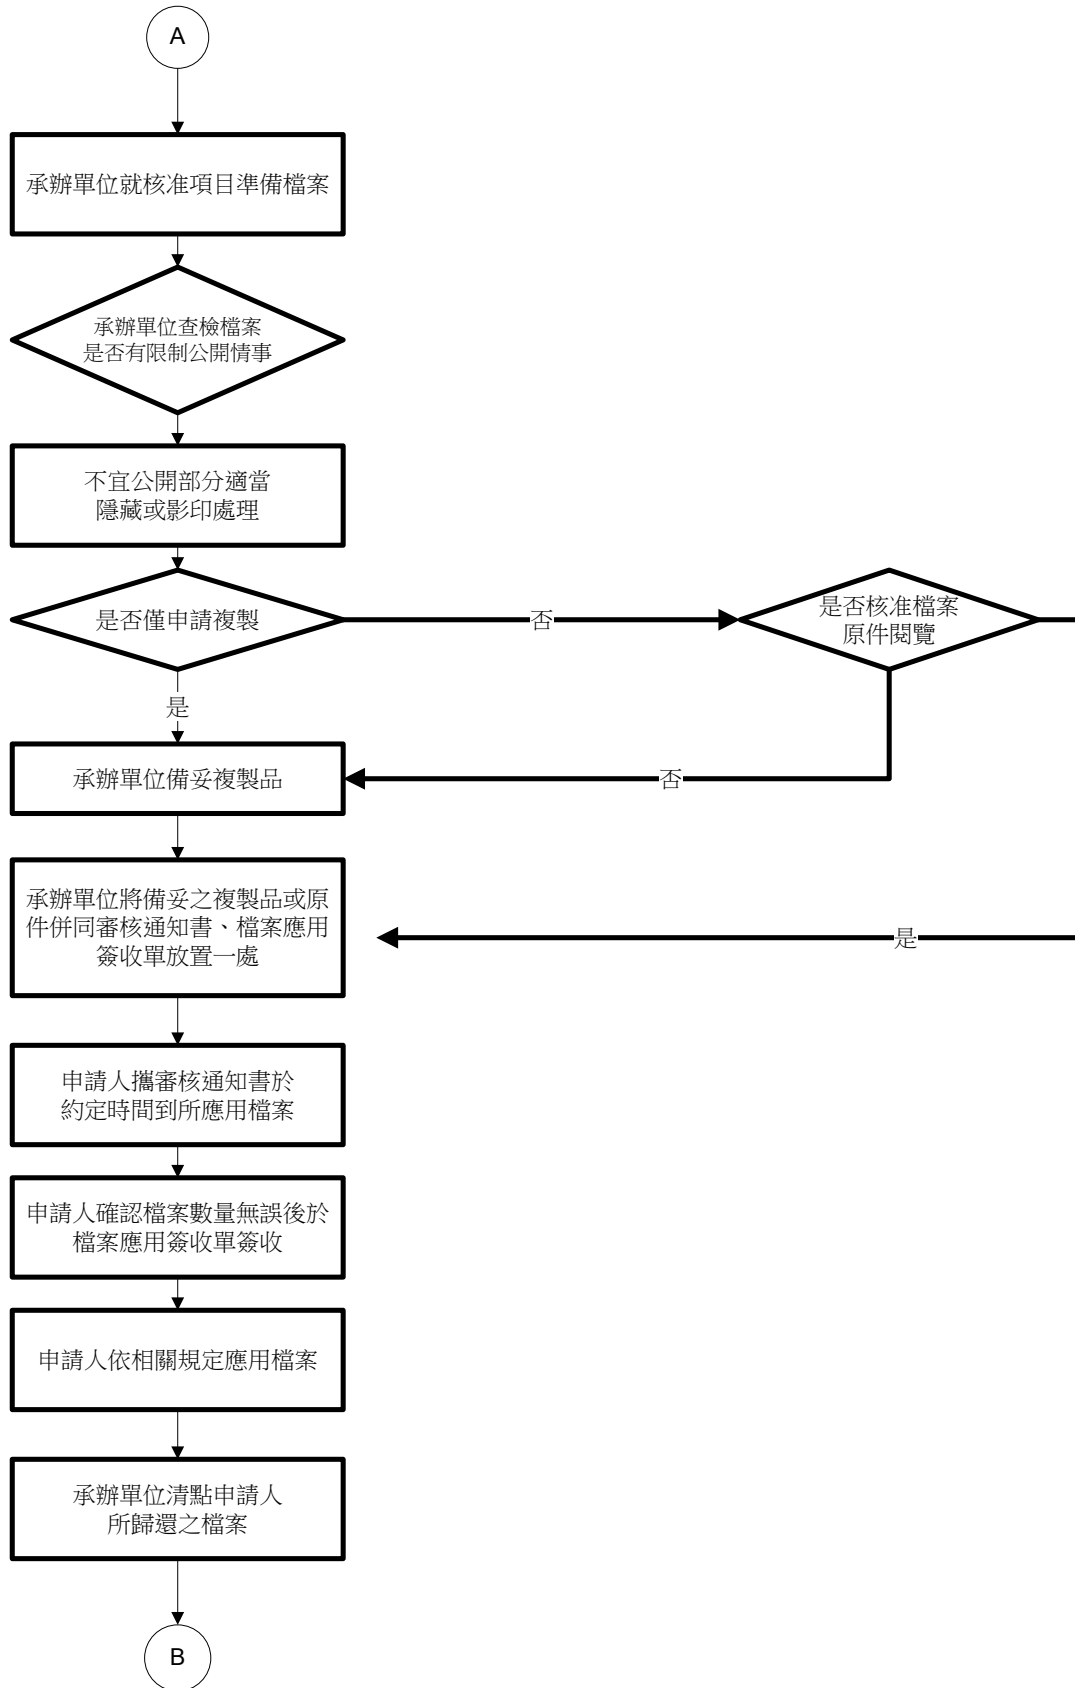 A
承辦單位就核准項目準備檔案
承辦單位查檢檔案
是否有限制公開情事
不宜公開部分適當
隱藏或影印處理
是否僅申請複製
否
是否核准檔案
原件閱覽
是
承辦單位備妥複製品
否
承辦單位將備妥之複製品或原
件併同審核通知書、檔案應用
簽收單放置一處
是
申請人攜審核通知書於
約定時間到所應用檔案
申請人確認檔案數量無誤後於
檔案應用簽收單簽收
申請人依相關規定應用檔案
承辦單位清點申請人
所歸還之檔案
B